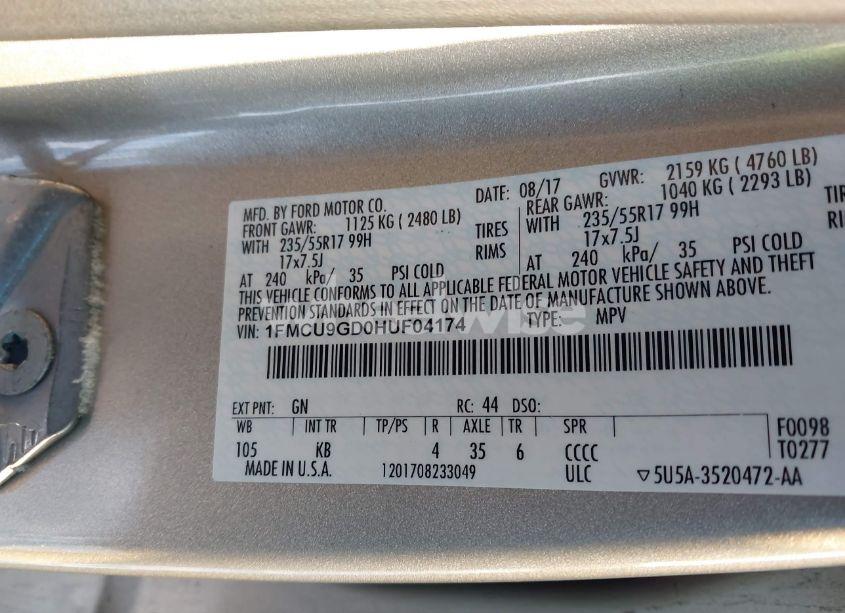 MFD. BY FORD MOTOR CO. DATE: 08/17 GVWR: 2159 KG ( 4760 LB)
FRONT GAWR: 1125 KG ( 2480 LB) REAR GAWR: 1040 KG ( 2293 LB)
WITH 235/55R17 99H TIRES WITH 235/55R17 99H TIRE
17x7.5J RIMS 17x7.5J RI
AT 240 kPa/ 35 PSI COLD AT 240 kPa/ 35 PSI COLD
THIS VEHICLE CONFORMS TO ALL APPLICABLE FEDERAL MOTOR VEHICLE SAFETY AND THEFT
PREVENTION STANDARDS IN EFFECT ON THE DATE OF MANUFACTURE SHOWN ABOVE.
VIN: 1FMCU9GD0HUF04174 TYPE: MPV
EXT PNT: GN RC: 44 DSO:
WB INT TR TP/PS R AXLE TR SPR F0098
105 KB 4 35 6 CCCC T0277
MADE IN U.S.A. 1201708233049 ULC ▽5U5A-3520472-AA